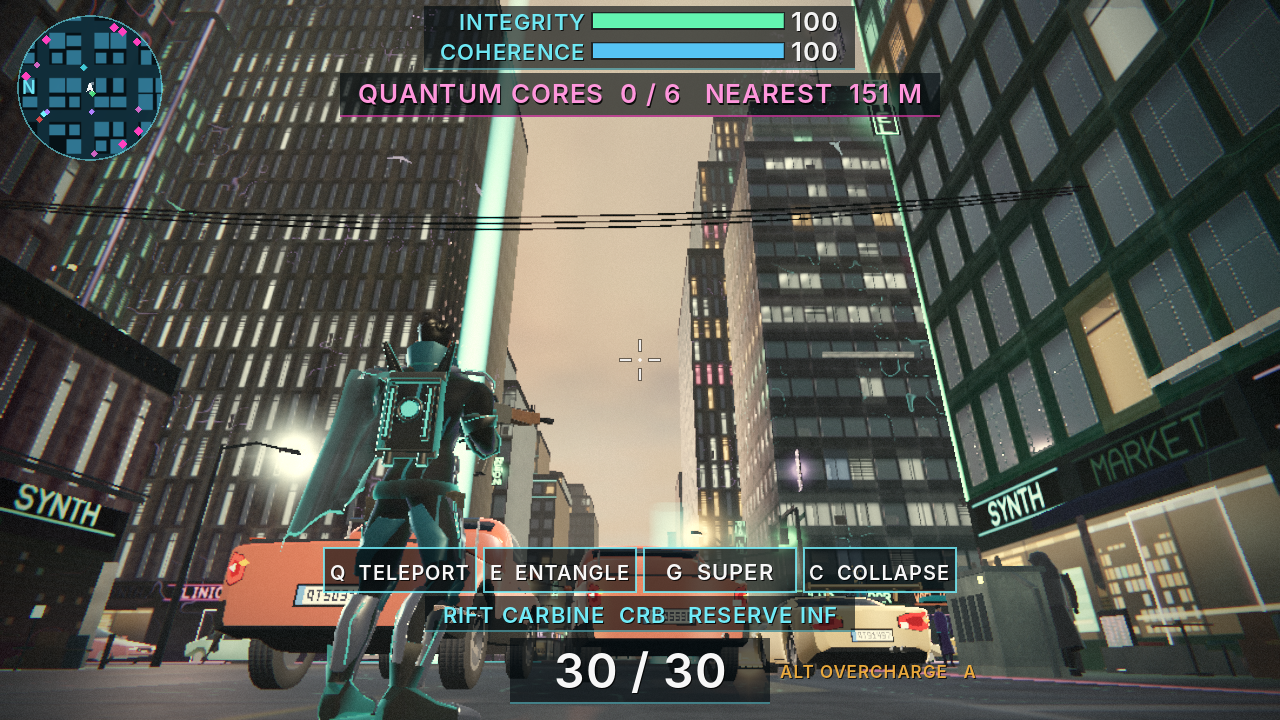 INTEGRITY 100
COHERENCE 100
QUANTUM CORES 0 / 6 NEAREST 151 M
N
E
SYNTH
MARKET
SYNTH
Q TELEPORT
E ENTANGLE
G SUPER
C COLLAPSE
RIFT CARBINE CRB RESERVE INF
30 / 30
ALT OVERCHARGE A